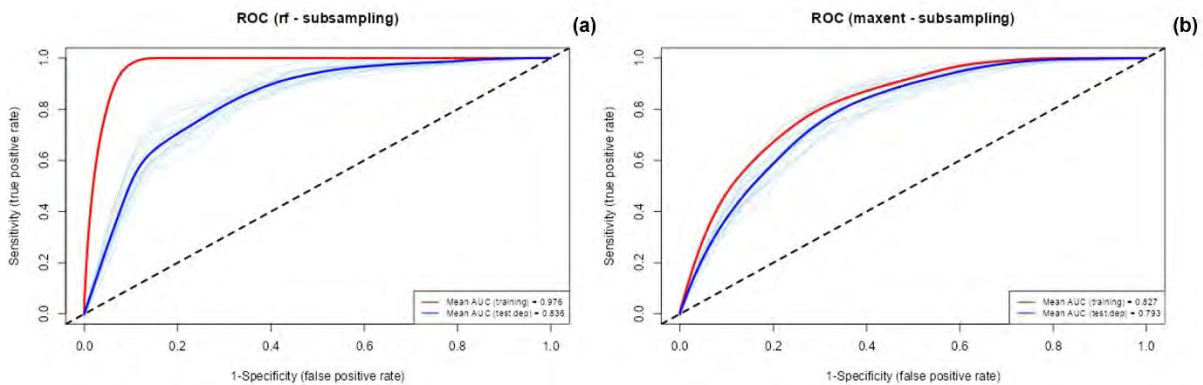 ROC (rf - subsampling)
(a)
Sensitivity (true positive rate)
1.0
0.8
0.6
0.4
0.2
0.0
Mean AUC (training) = 0.976
Mean AUC (test.dep) = 0.836
0.0 0.2 0.4 0.6 0.8 1.0
1-Specificity (false positive rate)
ROC (maxent - subsampling)
(b)
Sensitivity (true positive rate)
1.0
0.8
0.6
0.4
0.2
0.0
Mean AUC (training) = 0.827
Mean AUC (test.dep) = 0.793
0.0 0.2 0.4 0.6 0.8 1.0
1-Specificity (false positive rate)